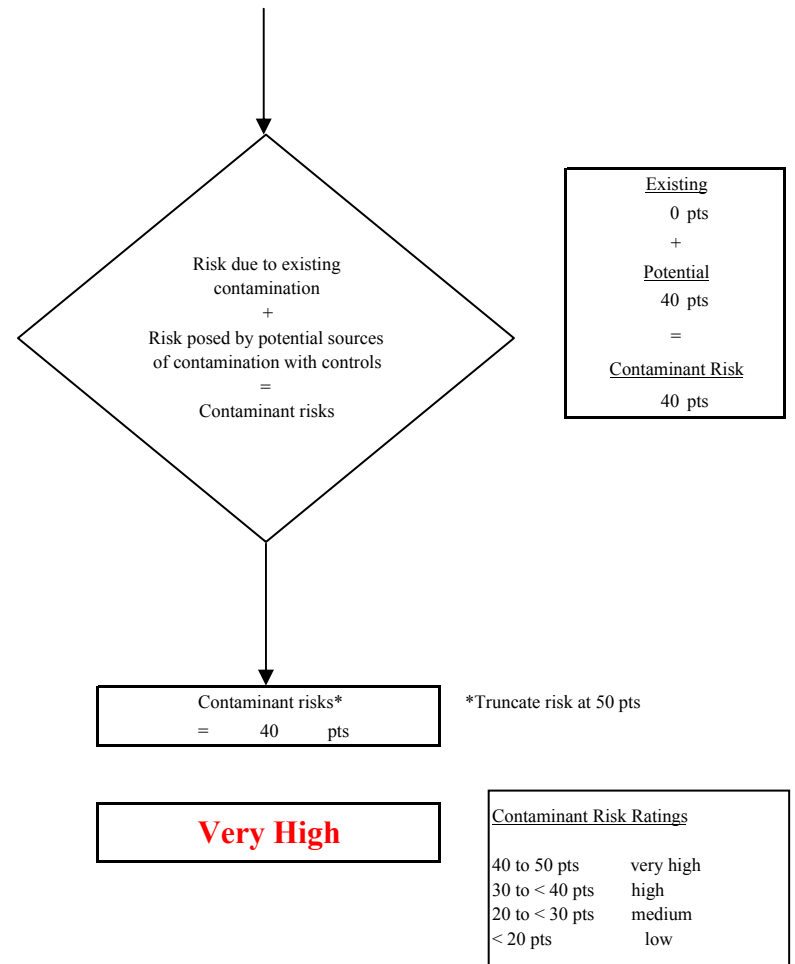 Risk due to existing
contamination
+
Risk posed by potential sources
of contamination with controls
=
Contaminant risks
Existing
0 pts
+
Potential
40 pts
=
Contaminant Risk
40 pts
Contaminant risks*
= 40 pts
*Truncate risk at 50 pts
Very High
Contaminant Risk Ratings
40 to 50 pts very high
30 to < 40 pts high
20 to < 30 pts medium
< 20 pts low